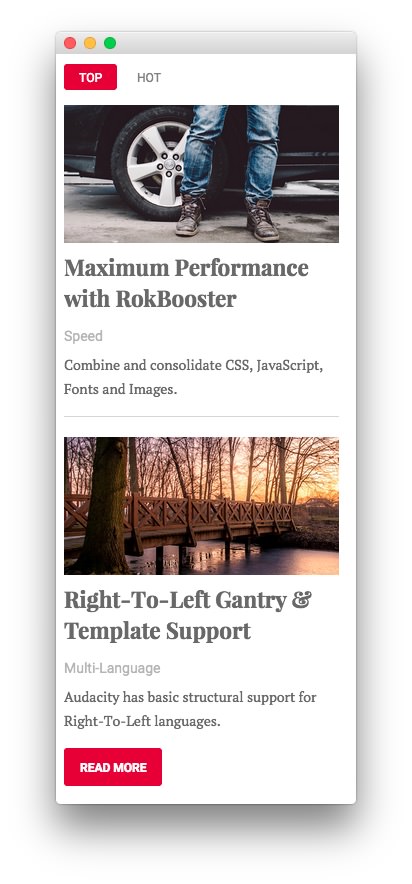 TOP HOT
Maximum Performance
with RokBooster
Speed
Combine and consolidate CSS, JavaScript,
Fonts and Images.
Right-To-Left Gantry &
Template Support
Multi-Language
Audacity has basic structural support for
Right-To-Left languages.
READ MORE